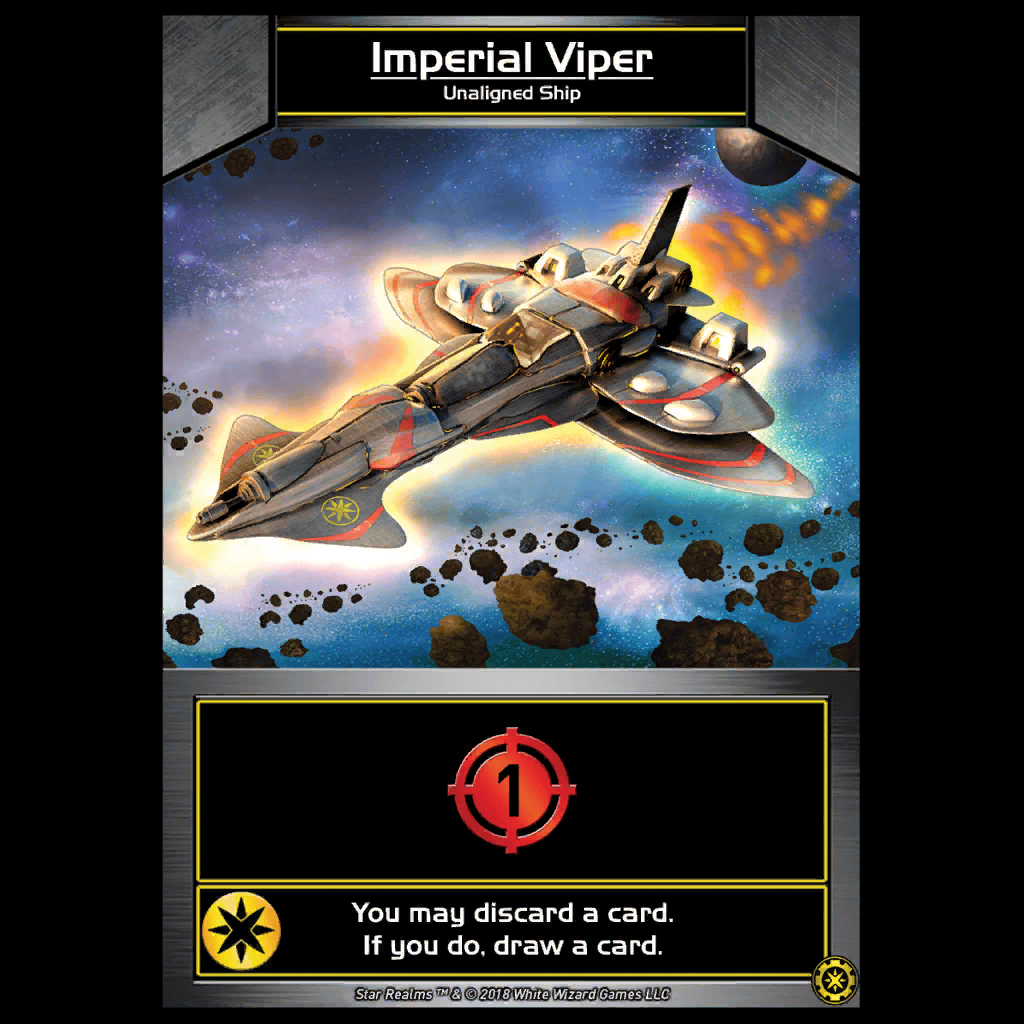 Imperial Viper
Unaligned Ship
1
You may discard a card.
If you do, draw a card.
Star Realms ™ & © 2018 White Wizard Games LLC